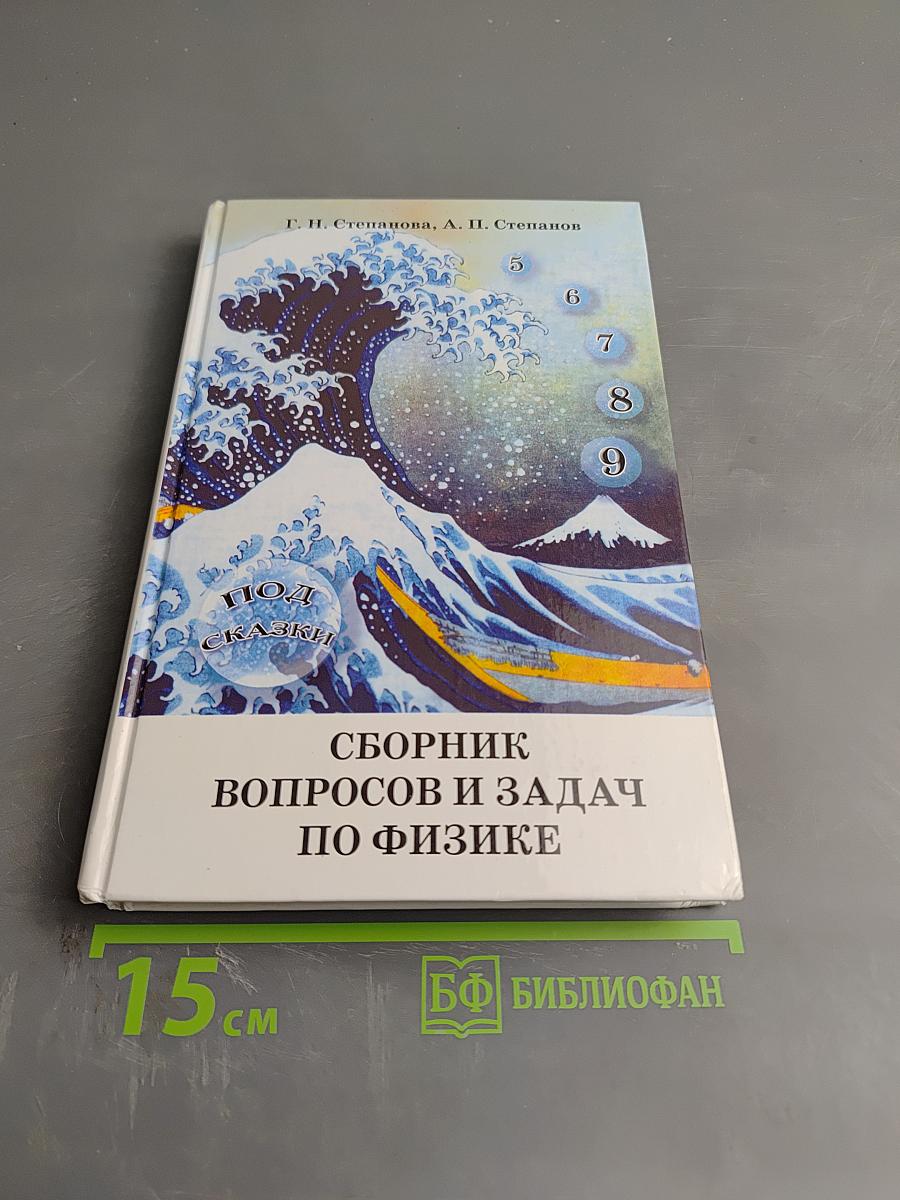 Г. Н. Степанова, А. П. Степанов
5
6
7
8
9
ПОД
СКАЗКИ
СБОРНИК
ВОПРОСОВ И ЗАДАЧ
ПО ФИЗИКЕ
15 см
БФ БИБЛИОФАН